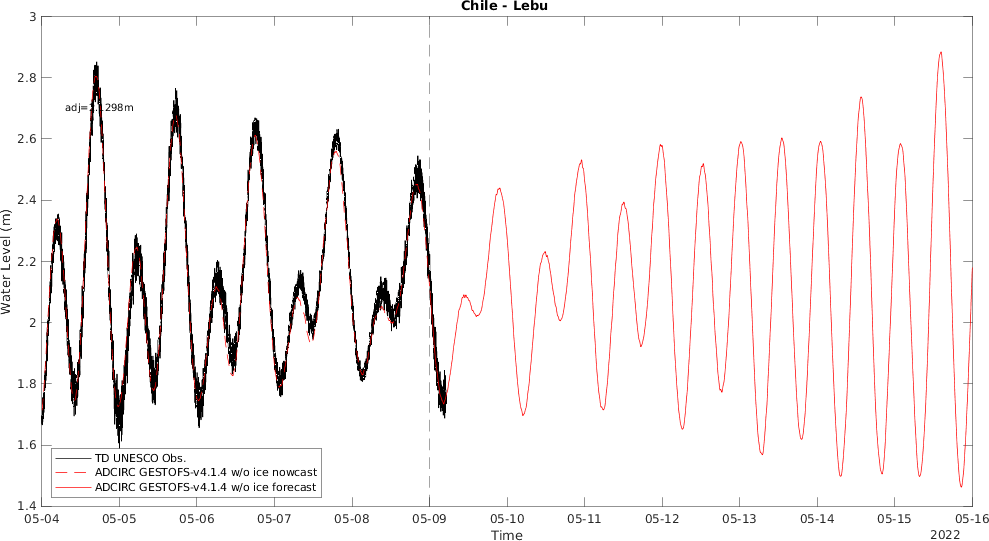 Chile - Lebu
3
2.8
2.6
2.4
2.2
2
1.8
1.6
1.4
Water Level (m)
TD UNESCO Obs.
ADCIRC GESTOFS-v4.1.4 w/o ice nowcast
ADCIRC GESTOFS-v4.1.4 w/o ice forecast
05-04 05-05 05-06 05-07 05-08 05-09 05-10 05-11 05-12 05-13 05-14 05-15 05-16
Time
2022